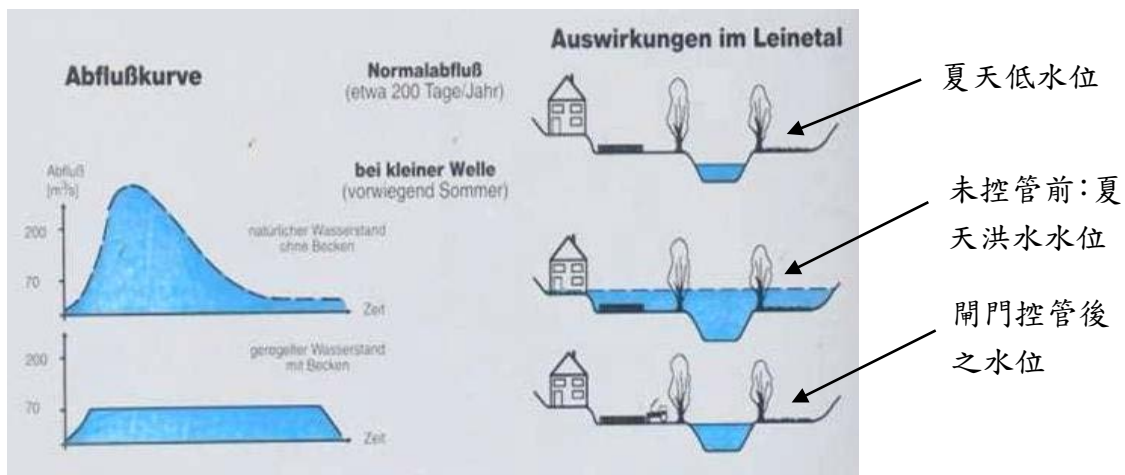 Auswirkungen im Leinetal
Abflußkurve
Normalabfluß
(etwa 200 Tage/Jahr)
夏天低水位
bei kleiner Welle
(vorwiegend Sommer)
Abfluß
[m³/s]
200
70
natürlicher Wasserstand
ohne Becken
Zeit
未控管前：夏
天洪水水位
200
70
geregelter Wasserstand
mit Becken
Zeit
閘門控管後
之水位